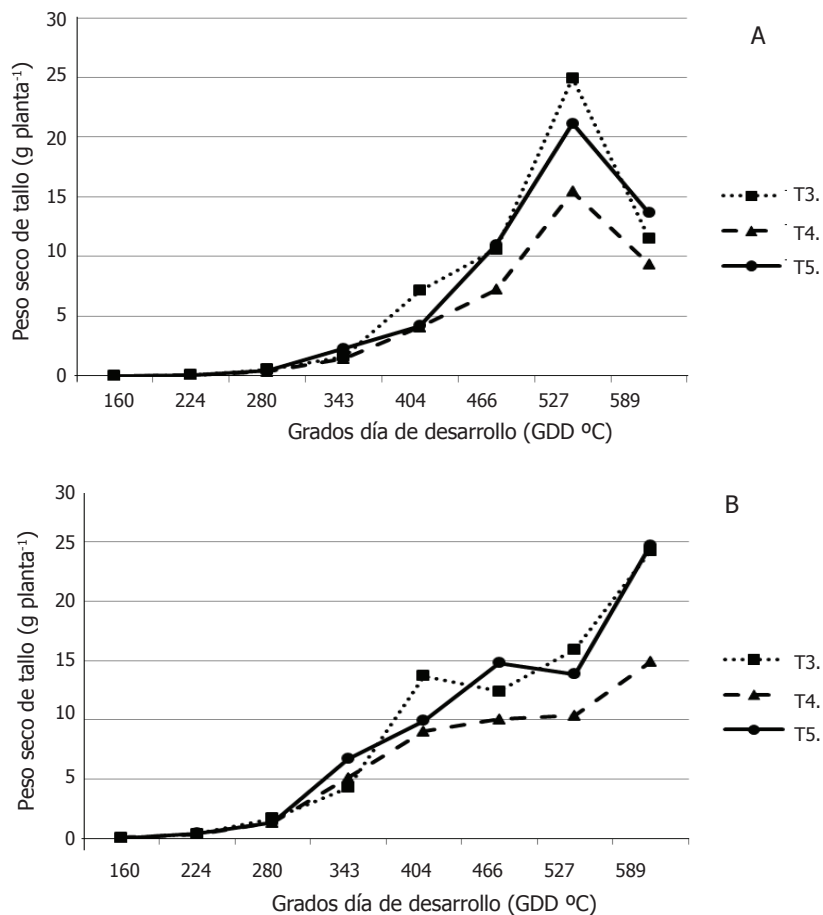 A
30
25
20
15
10
5
0
Peso seco de tallo (g planta-1)
160 224 280 343 404 466 527 589
Grados día de desarrollo (GDD ºC)
T3.
T4.
T5.
B
30
25
20
15
10
5
0
Peso seco de tallo (g planta-1)
160 224 280 343 404 466 527 589
Grados día de desarrollo (GDD ºC)
T3.
T4.
T5.